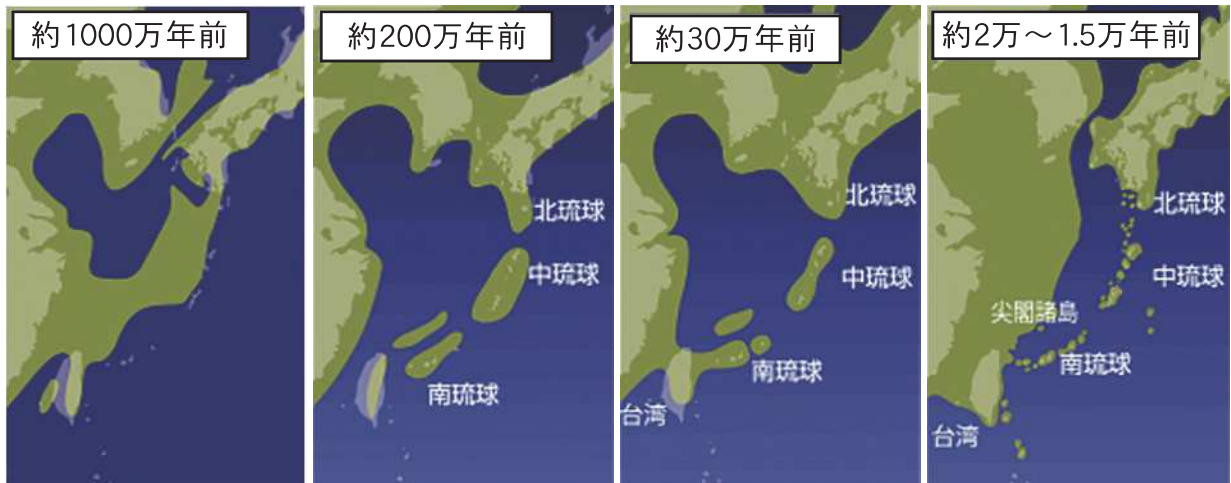 約1000万年前
約200万年前
北琉球
中琉球
南琉球
約30万年前
北琉球
中琉球
南琉球
台湾
約2万～1.5万年前
北琉球
中琉球
尖閣諸島
南琉球
台湾